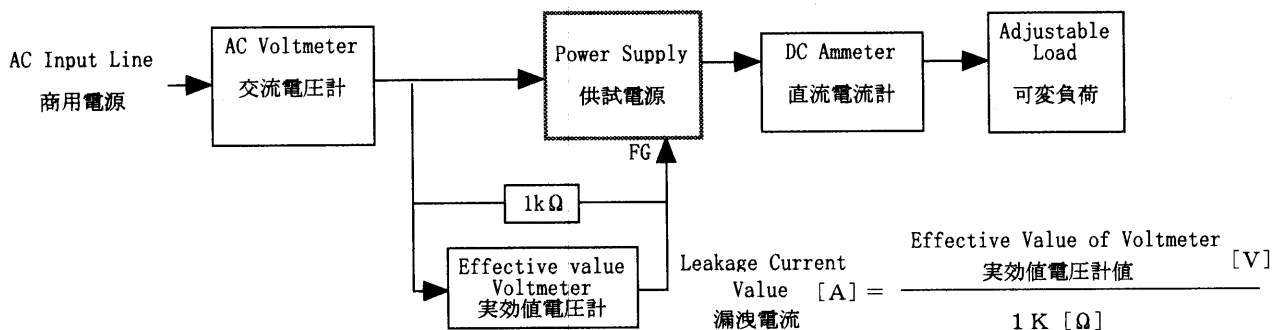 AC Input Line
商用電源
AC Voltmeter
交流電圧計
Power Supply
供試電源
DC Ammeter
直流電流計
Adjustable
Load
可変負荷
FG
1kΩ
Effective value
Voltmeter
実効値電圧計
Leakage Current
Value [A] =
漏洩電流
Effective Value of Voltmeter
実効値電圧計値 [V]
1K [Ω]